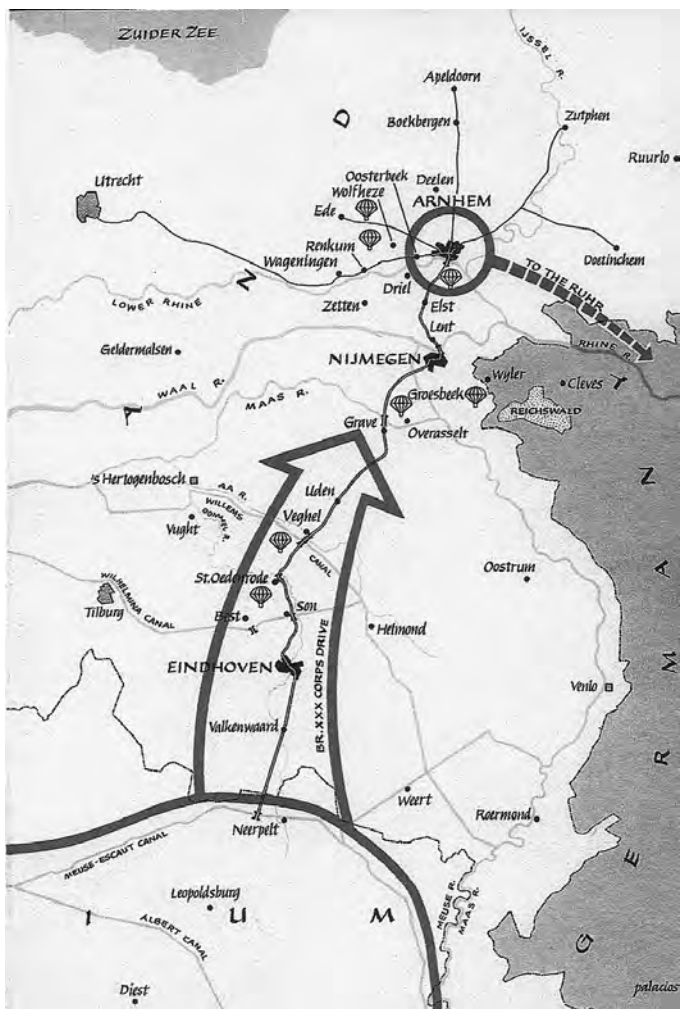 ZUIDER ZEE
IJSSEL R.
Apeldoorn
Boekbergen
Zutphen
D
Ruurlo
Utrecht
Oosterbeek
Deelen
Wolfheze
ARNHEM
Ede
Renkum
Wageningen
Doetinchem
Driel
TO THE RUHR
N
Zetten
Elst
LOWER RHINE
Lent
RHINE R.
Geldermalsen
NIJMEGEN
Wyler
Cleves
Y
WAAL R.
Groesbeek
REICHSWALD
A
MAAS R.
Grave
Overasselt
's Hertogenbosch
AA R.
N
Uden
WILLEMS
DOMMEL R.
Vught
Veghel
CANAL
St. Oedenrode
Oostrum
A
WILHELMINA CANAL
Tilburg
Best
Son
Helmond
M
EINDHOVEN
BR. XXX CORPS DRIVE
Venlo
Valkenwaard
R
Weert
Neerpelt
Roermond
MEUSE-ESCAUT CANAL
E
MEUSE R.
MAAS R.
Leopoldsburg
I U M
ALBERT CANAL
G
Diest
palacios